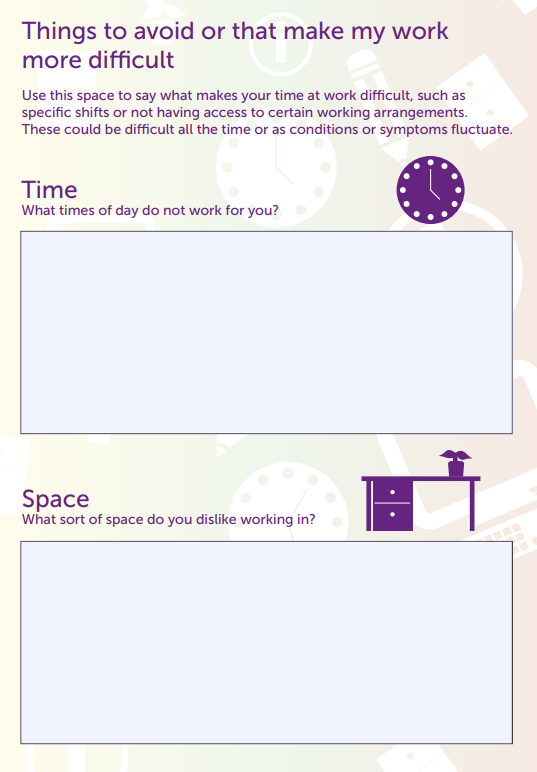 Things to avoid or that make my work
more difficult
Use this space to say what makes your time at work difficult, such as
specific shifts or not having access to certain working arrangements.
These could be difficult all the time or as conditions or symptoms fluctuate.
Time
What times of day do not work for you?
Space
What sort of space do you dislike working in?